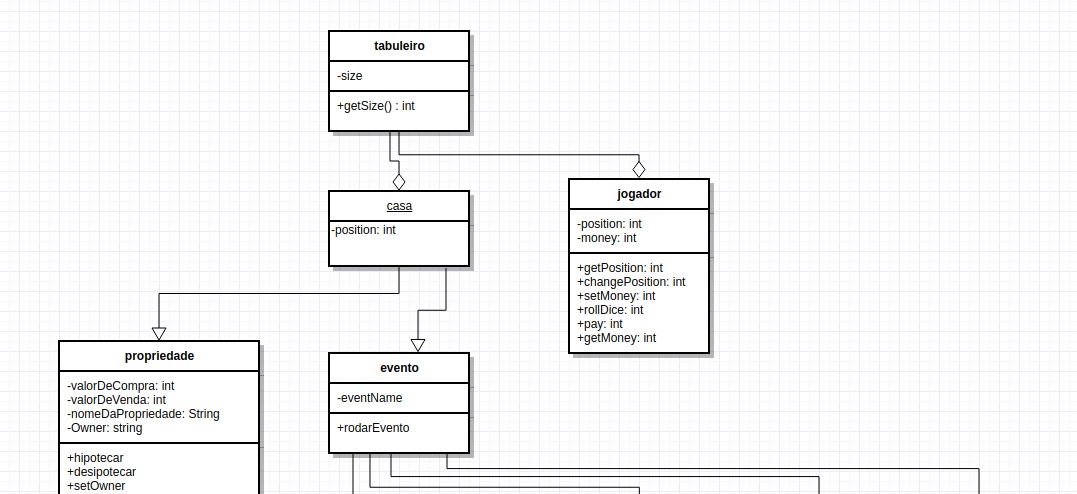 tabuleiro
-size
+getSize() : int
casa
-position: int
jogador
-position: int
-money: int
+getPosition: int
+changePosition: int
+setMoney: int
+rollDice: int
+pay: int
+getMoney: int
propriedade
-valorDeCompra: int
-valorDeVenda: int
-nomeDaPropriedade: String
-Owner: string
+hipotecar
+desipotecar
+setOwner
evento
-eventName
+rodarEvento